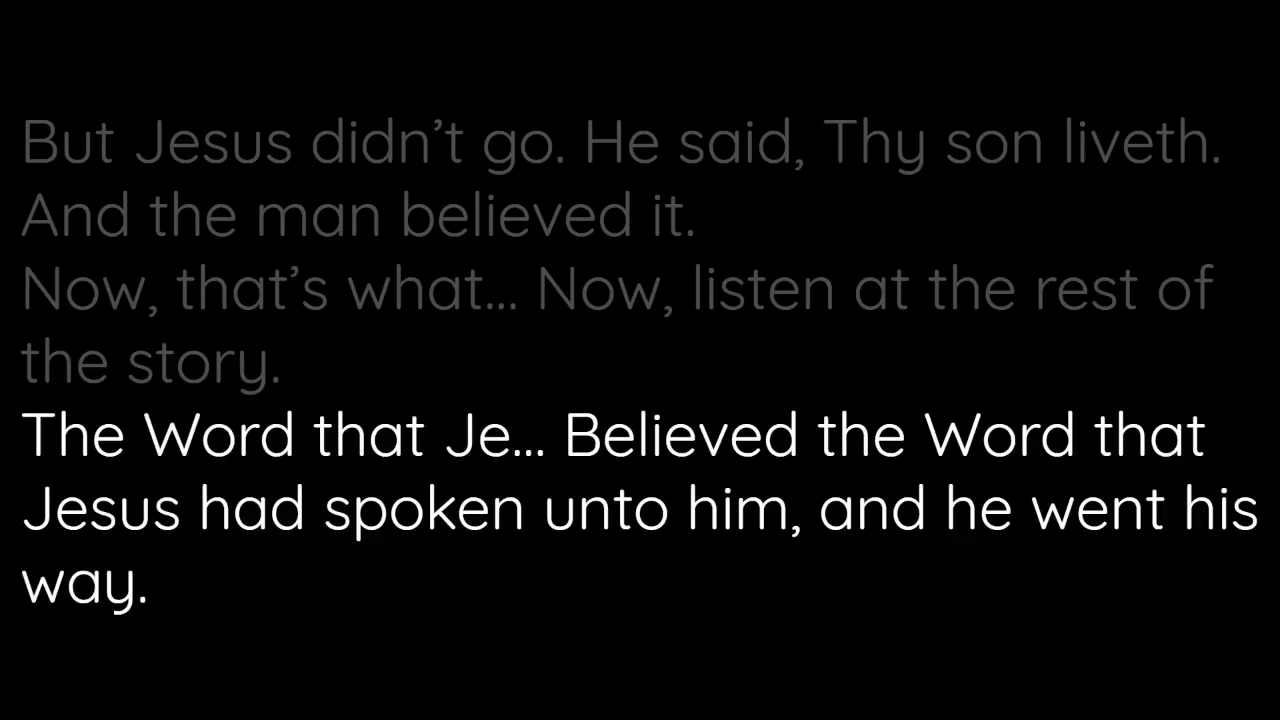 But Jesus didn’t go. He said, Thy son liveth.
And the man believed it.
Now, that’s what... Now, listen at the rest of
the story.
The Word that Je... Believed the Word that
Jesus had spoken unto him, and he went his
way.